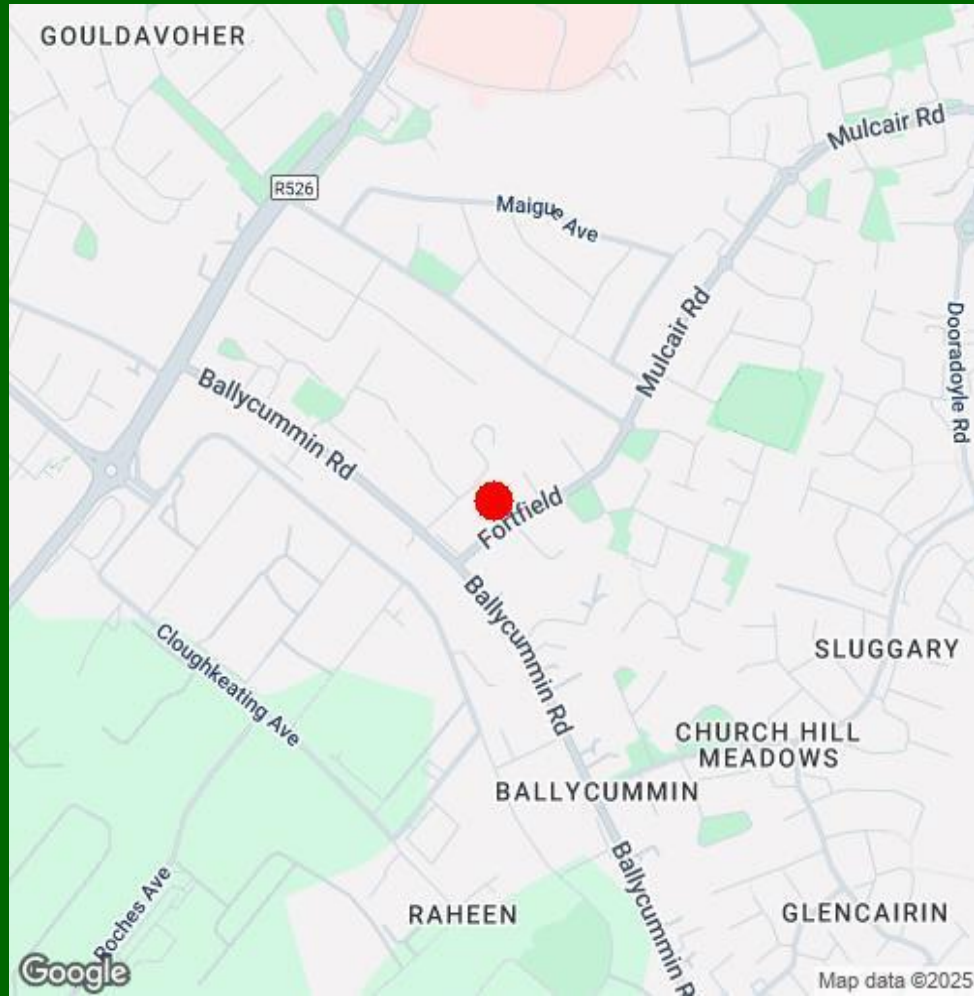 GOULDAVOHER
Mulcair Rd
R526
Maigue Ave
Mulcair Rd
Dooradoyle Rd
Ballycummin Rd
Fortfield
Ballycummin Rd
Cloughkeating Ave
SLUGGARY
CHURCH HILL
MEADOWS
BALLYCUMMIN
Ballycummin R
Roches Ave
RAHEEN
GLENCAIRIN
Google
Map data ©2025